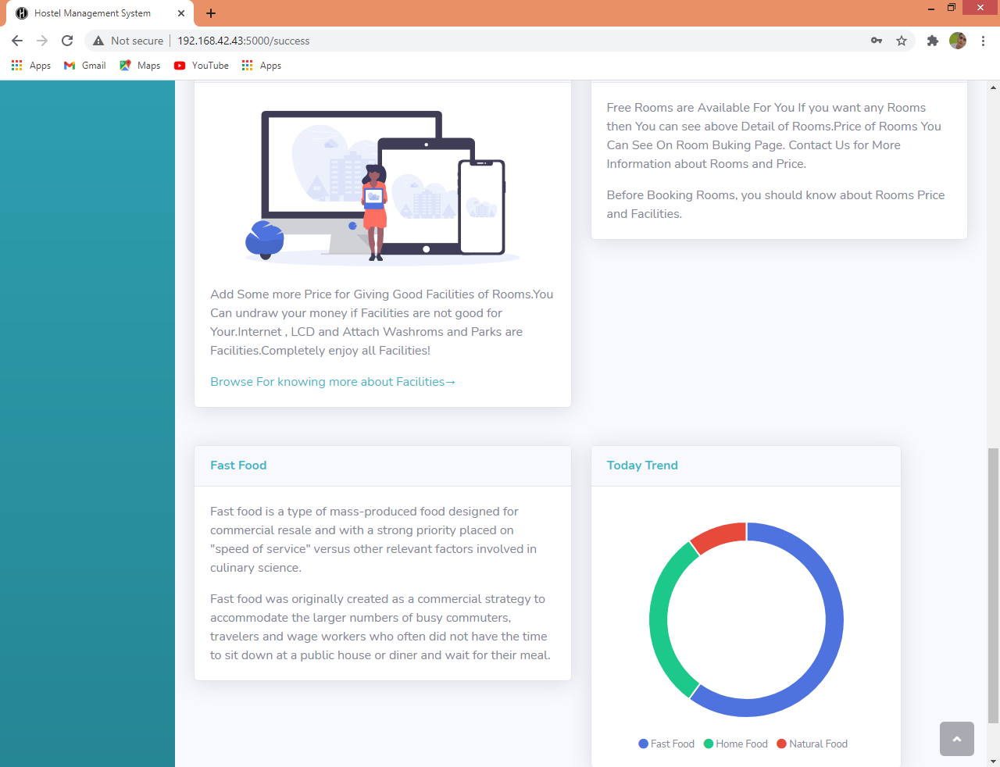 Hostel Management System
Not secure
192.168.42.43:5000/success
Apps
Gmail
Maps
YouTube
Apps
Add Some more Price for Giving Good Facilities of Rooms.You
Can undraw your money if Facilities are not good for
Your.Internet , LCD and Attach Washroms and Parks are
Facilities.Completely enjoy all Facilities!
Browse For knowing more about Facilities→
Free Rooms are Available For You If you want any Rooms
then You can see above Detail of Rooms.Price of Rooms You
Can See On Room Buking Page. Contact Us for More
Information about Rooms and Price.
Before Booking Rooms, you should know about Rooms Price
and Facilities.
Fast Food
Fast food is a type of mass-produced food designed for
commercial resale and with a strong priority placed on
"speed of service" versus other relevant factors involved in
culinary science.
Fast food was originally created as a commercial strategy to
accommodate the larger numbers of busy commuters,
travelers and wage workers who often did not have the time
to sit down at a public house or diner and wait for their meal.
Today Trend
Fast Food
Home Food
Natural Food